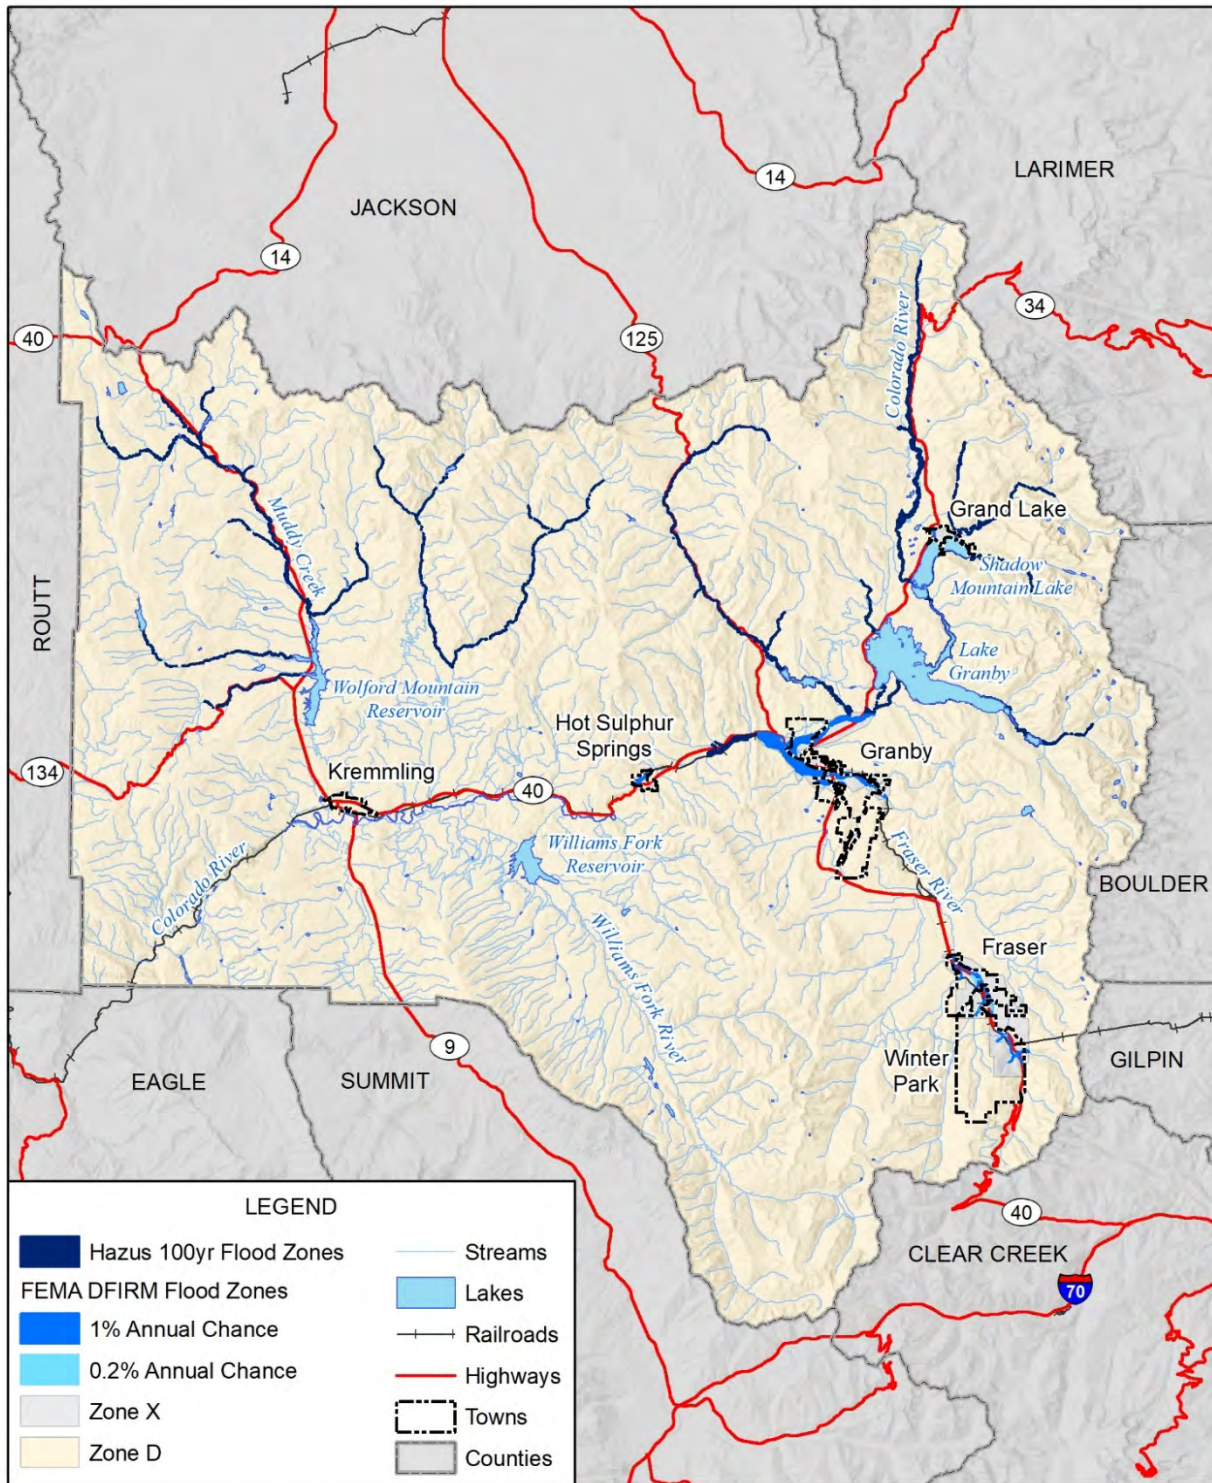 LARIMER
14
JACKSON
14
34
40
125
Colorado River
Grand Lake
Muddy Creek
Shadow
Mountain Lake
ROUTT
Lake
Granby
Wolford Mountain
Reservoir
Hot Sulphur
Springs
Granby
134
Kremmling
40
Williams Fork
Reservoir
Fraser River
BOULDER
Colorado River
Fraser
Williams Fork River
9
Winter
Park
GILPIN
EAGLE
SUMMIT
40
CLEAR CREEK
70
LEGEND
Hazus 100yr Flood Zones
FEMA DFIRM Flood Zones
1% Annual Chance
0.2% Annual Chance
Zone X
Zone D
Streams
Lakes
Railroads
Highways
Towns
Counties